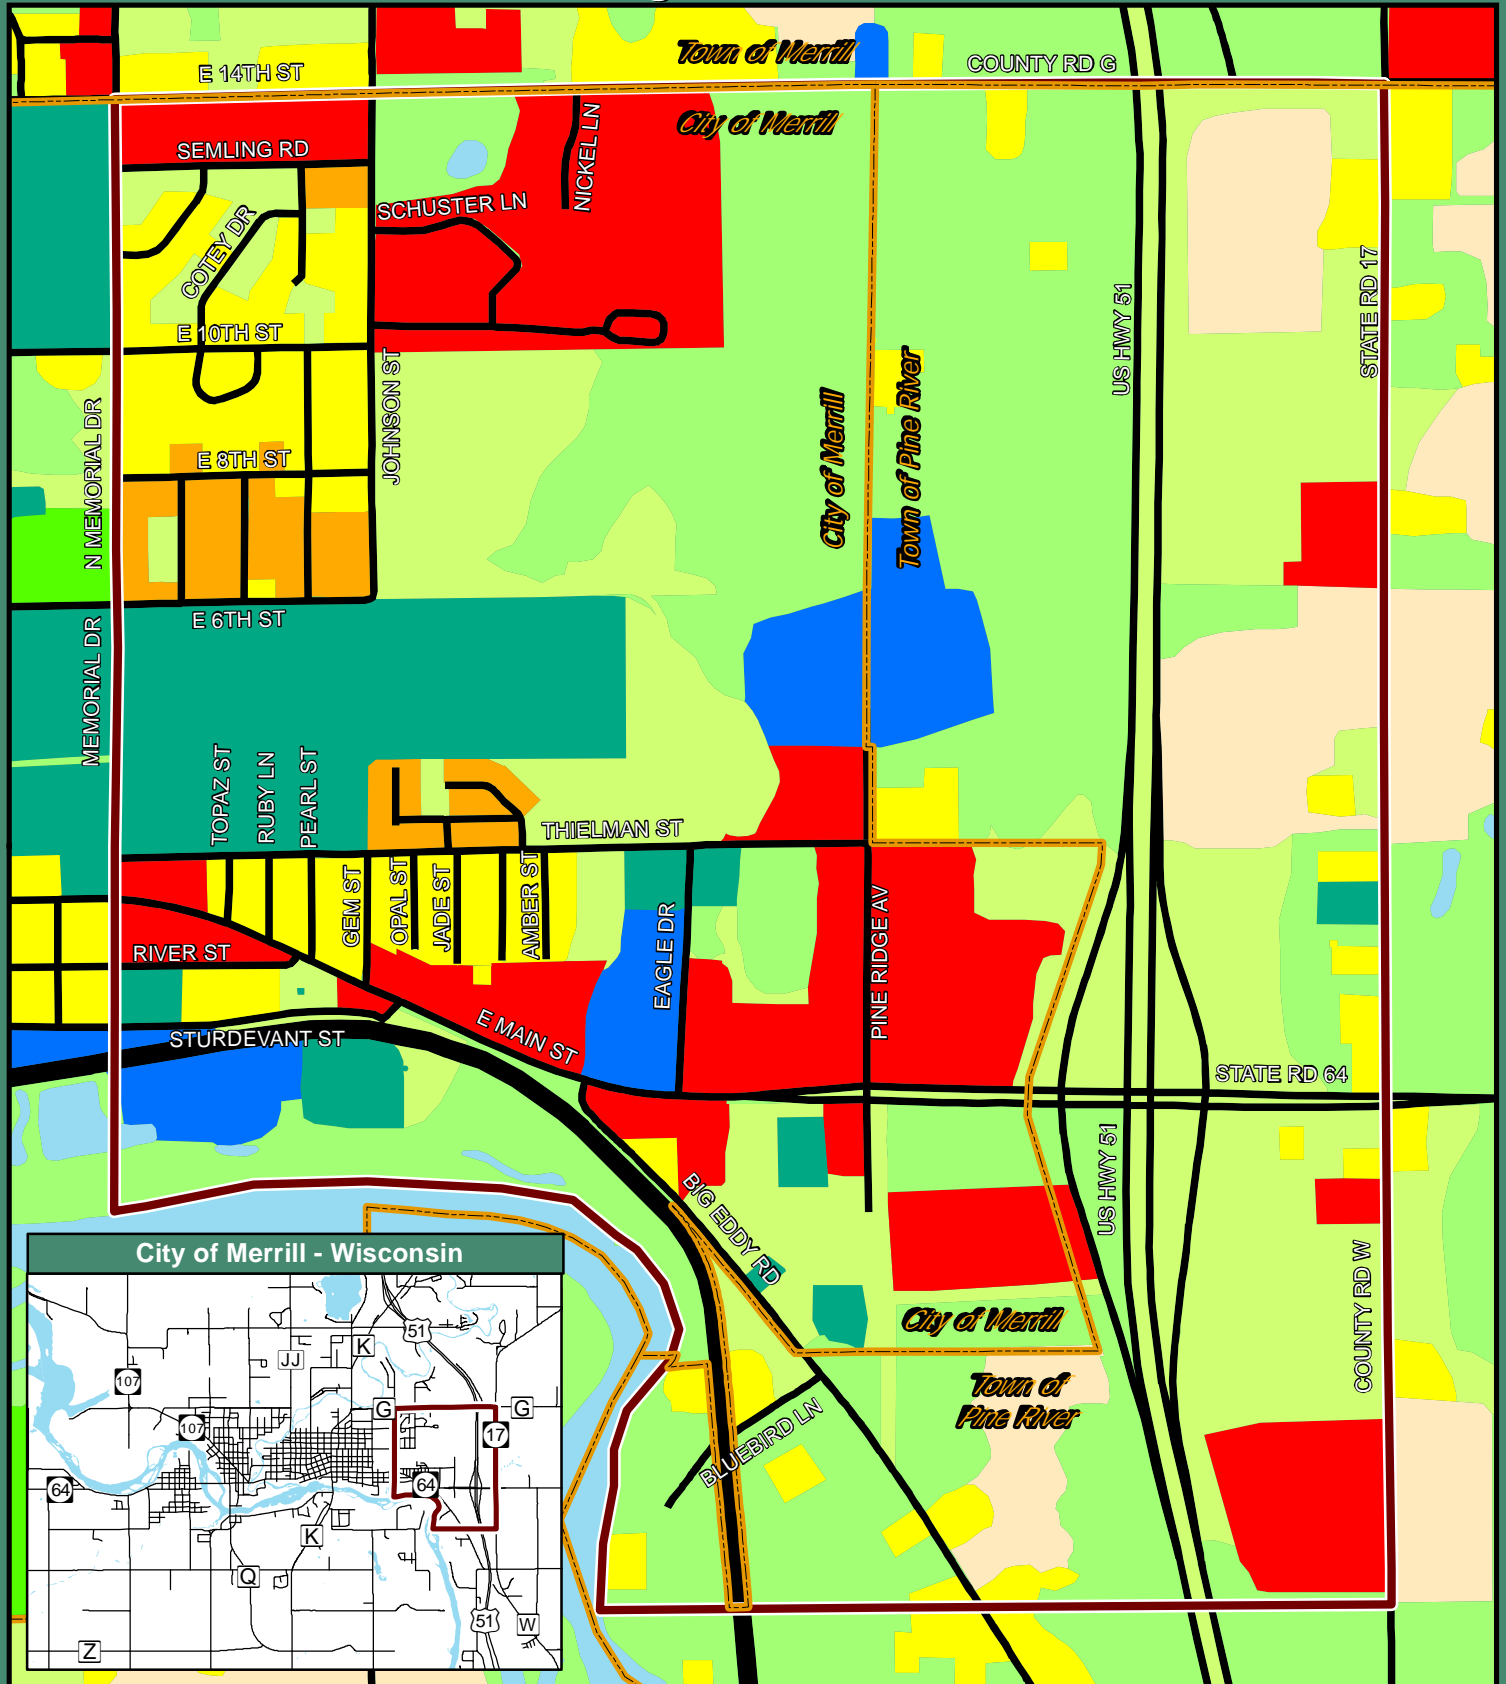 Town of Merrill
COUNTY RD G
E 14TH ST
City of Merrill
SEMLING RD
NICKEL LN
SCHUSTER LN
COTEY DR
E 10TH ST
US HWY 51
STATE RD 17
JOHNSON ST
N MEMORIAL DR
City of Merrill
Town of Pine River
E 8TH ST
E 6TH ST
MEMORIAL DR
TOPAZ ST
RUBY LN
PEARL ST
THIELMAN ST
GEM ST
OPAL ST
JADE ST
AMBER ST
EAGLE DR
PINE RIDGE AV
RIVER ST
E MAIN ST
STURDEVANT ST
STATE RD 64
US HWY 51
BIG EDDY RD
COUNTY RD W
City of Merrill
Town of
Pine River
BLUEBIRD LN
City of Merrill - Wisconsin
51
K
JJ
107
G
G
107
17
64
64
K
Q
51
W
Z